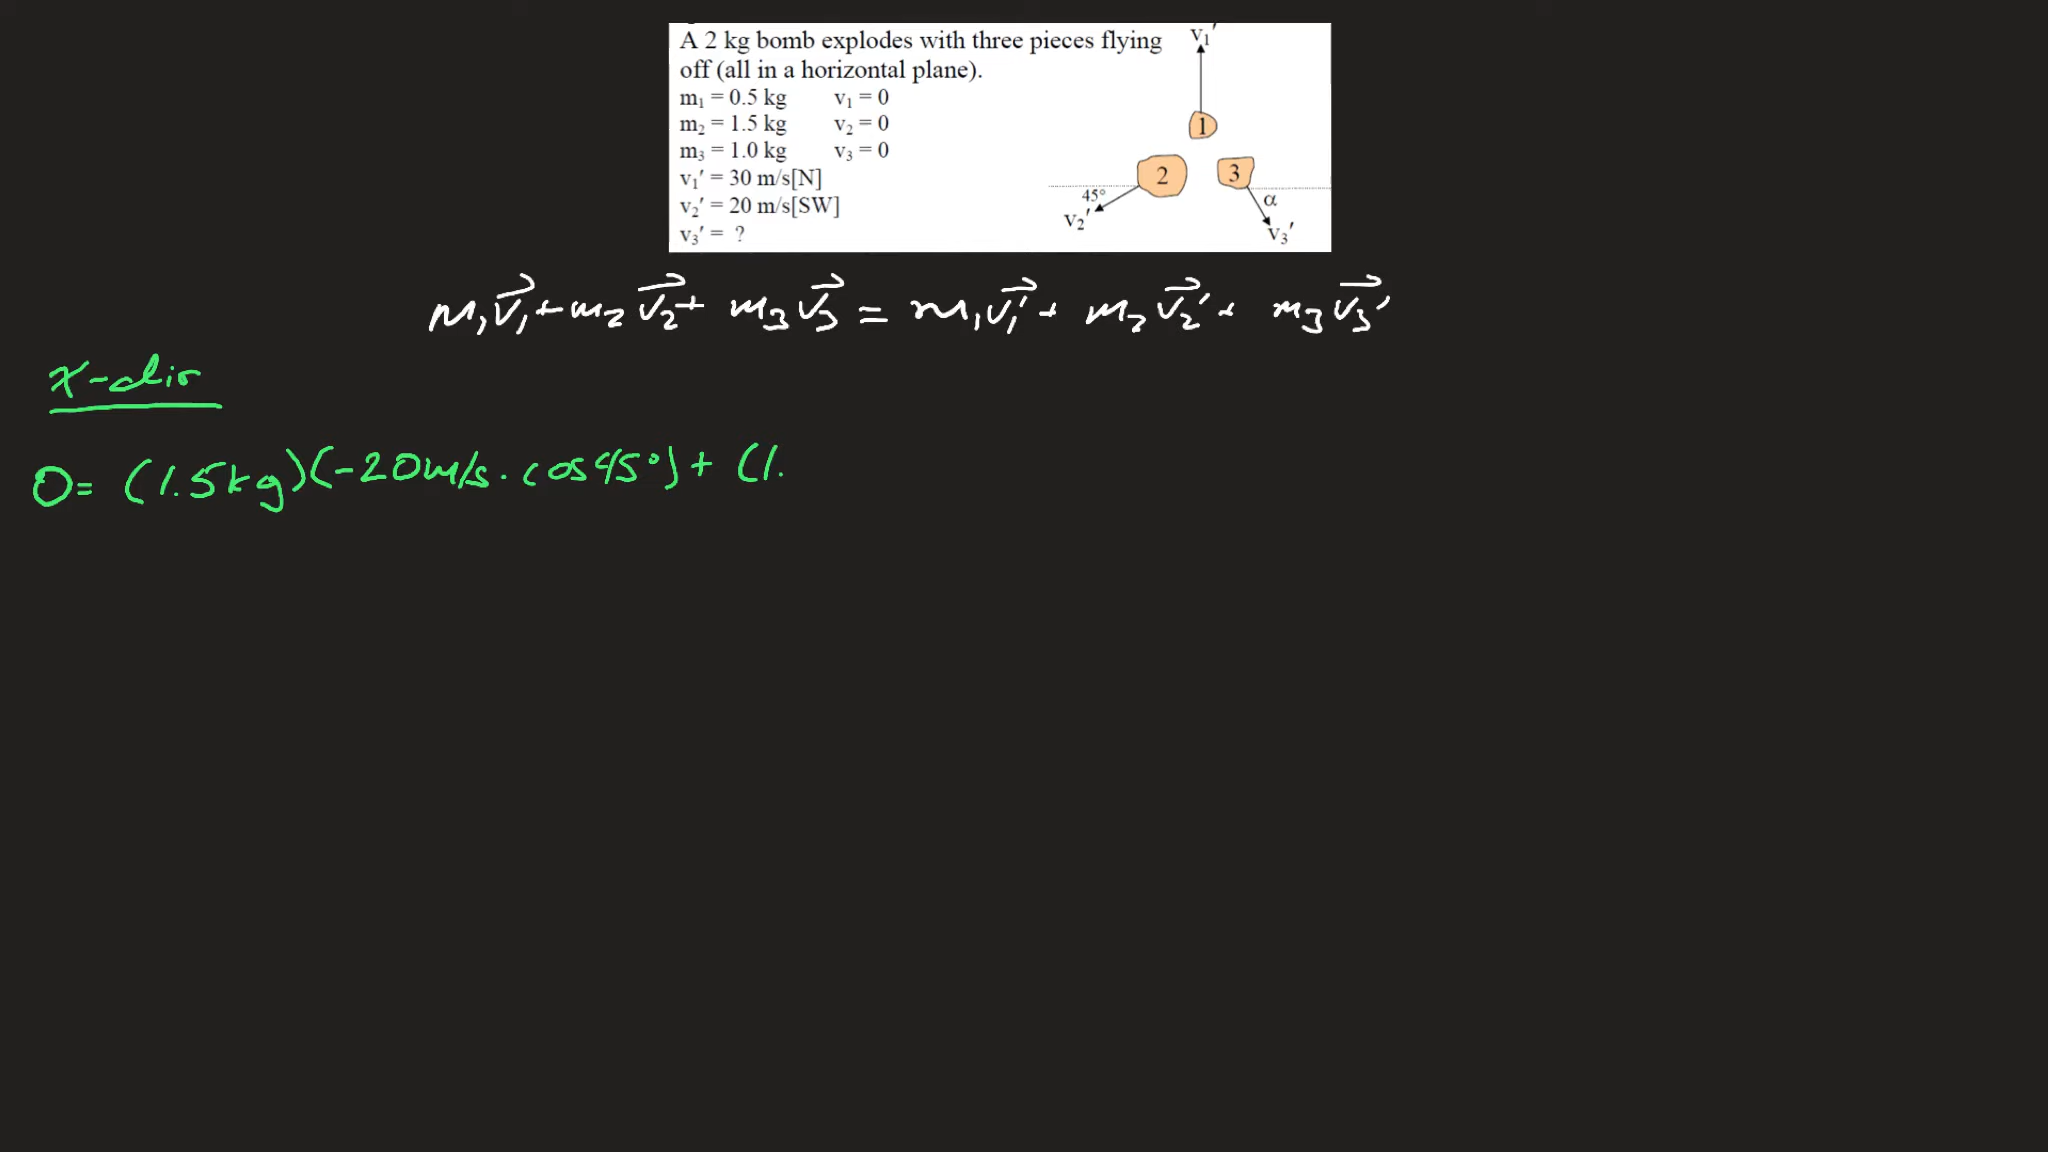 A 2 kg bomb explodes with three pieces flying
off (all in a horizontal plane).
m₁ = 0.5 kg v₁ = 0
m₂ = 1.5 kg v₂ = 0
m₃ = 1.0 kg v₃ = 0
v₁′ = 30 m/s[N]
v₂′ = 20 m/s[SW]
v₃′ = ?
v₁′
1
2
3
45°
α
v₂′
v₃′
m₁v⃗₁ + m₂v⃗₂ + m₃v⃗₃ = m₁v⃗₁′ + m₂v⃗₂′ + m₃v⃗₃′
x-dir
0 = (1.5kg)(-20m/s · cos45°) + (1.